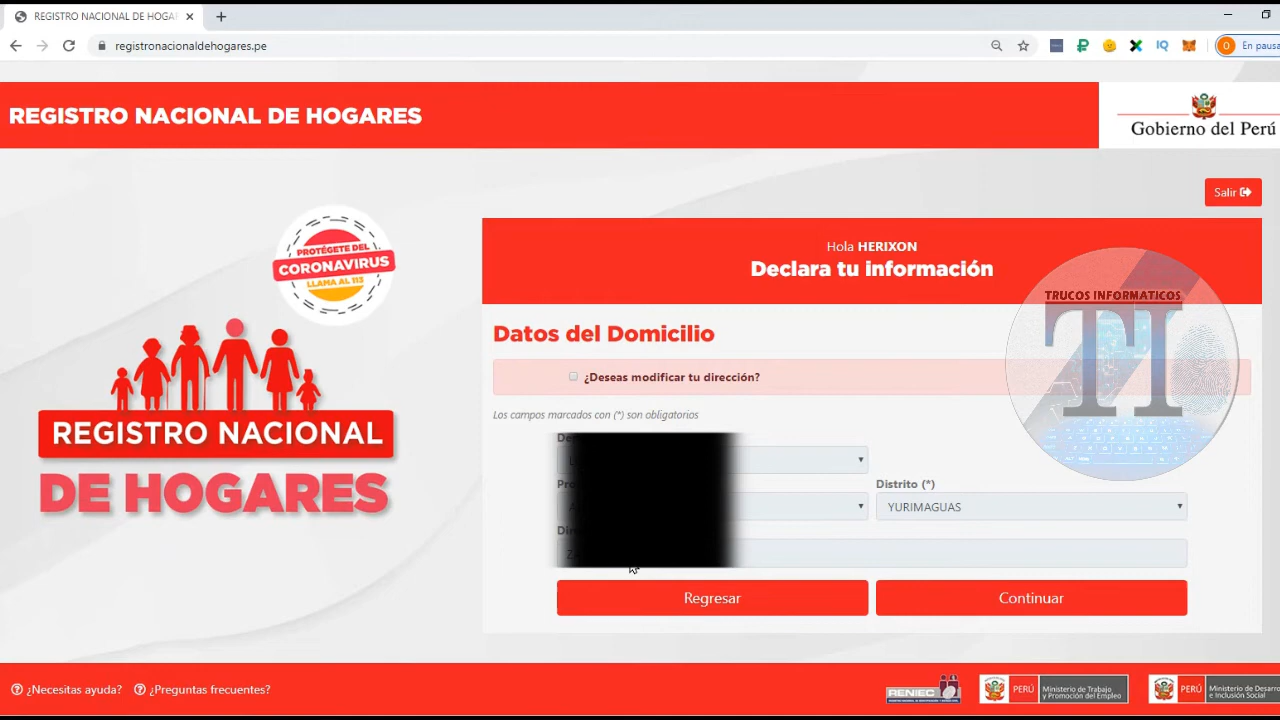 REGISTRO NACIONAL DE HOGA
registronacionaldehogares.pe
IQ
O
En pausa
REGISTRO NACIONAL DE HOGARES
Gobierno del Perú
Salir
PROTÉGETE DEL
CORONAVIRUS
LLAMA AL 113
REGISTRO NACIONAL
DE HOGARES
Hola HERIXON
Declara tu información
TRUCOS INFORMATICOS
TI
Datos del Domicilio
¿Deseas modificar tu dirección?
Los campos marcados con (*) son obligatorios
Distrito (*)
YURIMAGUAS
Regresar
Continuar
¿Necesitas ayuda?
¿Preguntas frecuentes?
RENIEC
PERÚ
Ministerio de Trabajo
y Promoción del Empleo
PERÚ
Ministerio de Desarro
e Inclusión Social